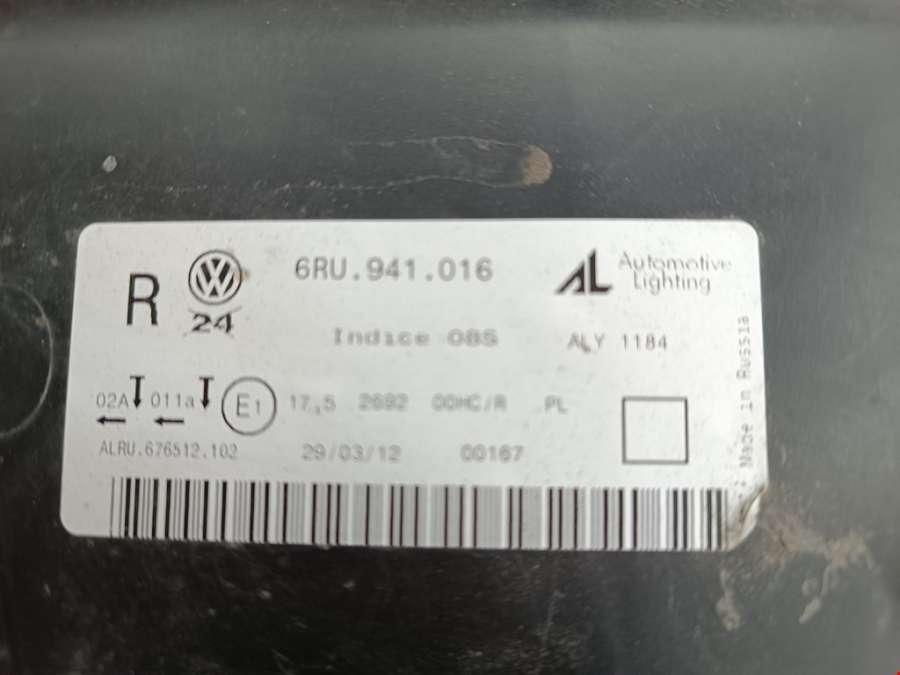 R
6RU.941.016
AL Automotive Lighting
24
Indice 08S
ALY 1184
02A 011a E1 17,5 2692 00HC/R PL
ALRU.676512.102 29/03/12 00167
Made in Russia